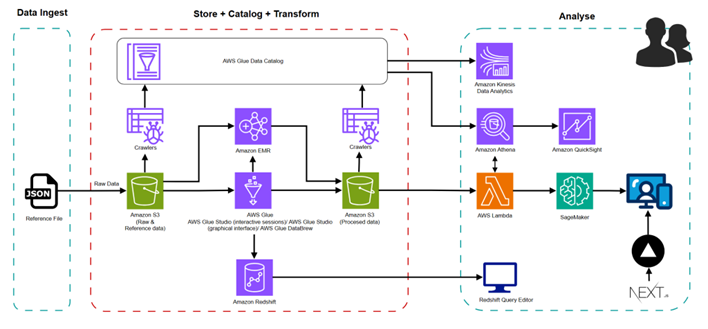 Data Ingest
Store + Catalog + Transform
Analyse
AWS Glue Data Catalog
Amazon Kinesis
Data Analytics
Crawlers
Amazon EMR
Crawlers
Amazon Athena
Amazon QuickSight
JSON
Reference File
Raw Data
Amazon S3
(Raw &
Reference data)
AWS Glue
AWS Glue Studio (interactive sessions)/ AWS Glue Studio
(graphical interface)/ AWS Glue DataBrew
Amazon S3
(Procesed data)
AWS Lambda
SageMaker
Amazon Redshift
Redshift Query Editor
NEXT.js